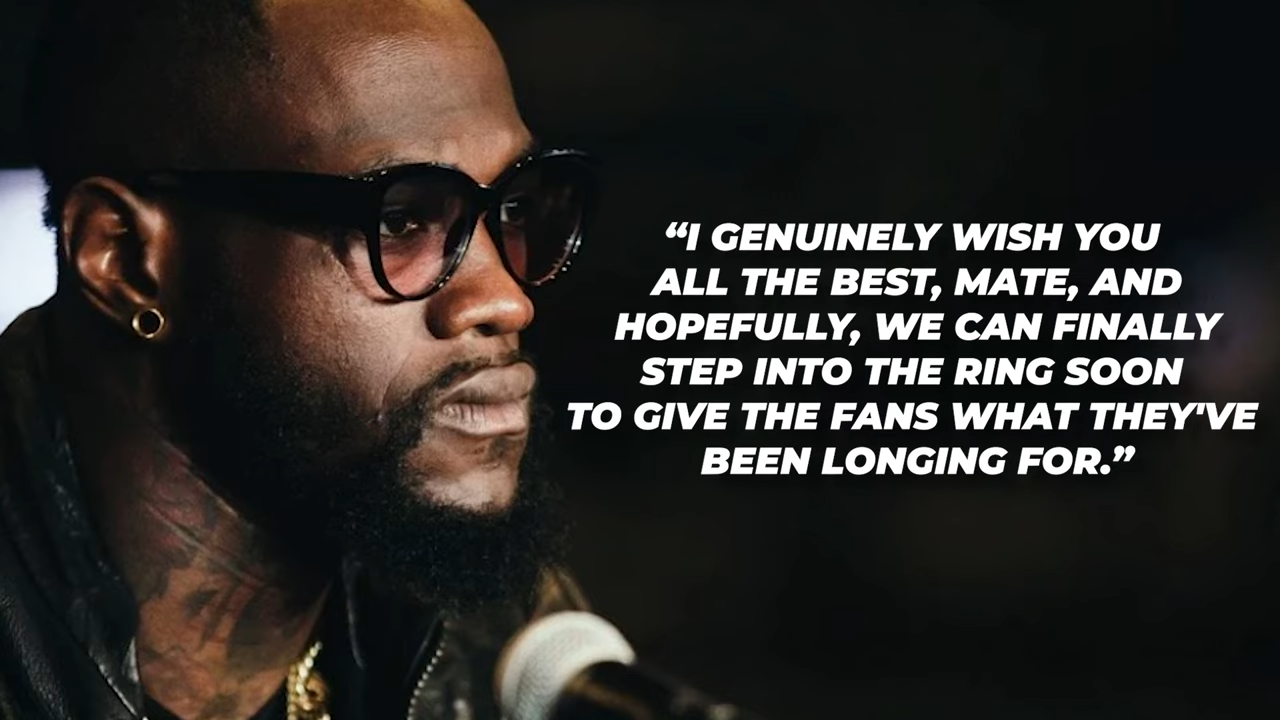 “I GENUINELY WISH YOU
ALL THE BEST, MATE, AND
HOPEFULLY, WE CAN FINALLY
STEP INTO THE RING SOON
TO GIVE THE FANS WHAT THEY'VE
BEEN LONGING FOR.”